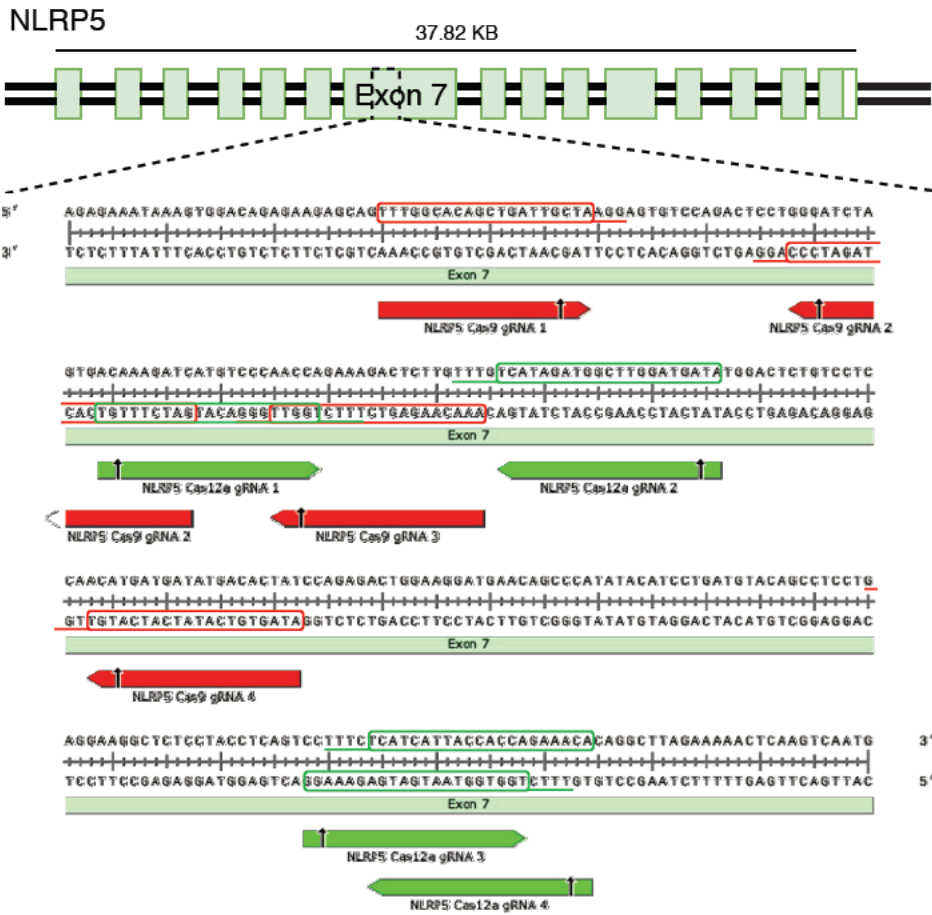 NLRP5
37.82 KB
Exon 7
5' AGAGAAATAAAGTGGACAGAGAAGAGCAGTTTGGCACAGCTGATTGCTAAGGAGTGTCCAGACTCCTGGGATCTA
3' TCTCTTTATTTCACCTGTCTCTTCTCGTCAAACCGTGTCGACTAACGATTCCTCACAGGTCTGAGGACCCTAGAT
Exon 7
NLRP5 Cas9 gRNA 1 NLRP5 Cas9 gRNA 2
GTGACAAAGATCATGTCCCAACCAGAAAGACTCTTGTTTGTCATAGATGGCTTGGATGATATGGACTCTGTCCTC
CACTGTTTCTAGTACAGGGTTGGTCTTTCTGAGAACAAACAGTATCTACCGAACCTACTATACCTGAGACAGGAG
Exon 7
NLRP5 Cas12a gRNA 1 NLRP5 Cas12a gRNA 2
NLRP5 Cas9 gRNA 2 NLRP5 Cas9 gRNA 3
CAACATGATGATATGACACTATCCAGAGACTGGAAGGATGAACAGCCCATATACATCCTGATGTACAGCCTCCTG
GTTGTACTACTATACTGTGATAGGTCTCTGACCTTCCTACTTGTCGGGTATATGTAGGACTACATGTCGGAGGAC
Exon 7
NLRP5 Cas9 gRNA 4
AGGAAGGCTCTCCTACCTCAGTCCTTTCTCATCATTACCACCAGAAACACAGGCTTAGAAAAACTCAAGTCAATG 3'
TCCTTCCGAGAGGATGGAGTCAGGAAAGAGTAGTAATGGTGGTCTTTGTGTCCGAATCTTTTTGAGTTCAGTTAC 5'
Exon 7
NLRP5 Cas12a gRNA 3
NLRP5 Cas12a gRNA 4